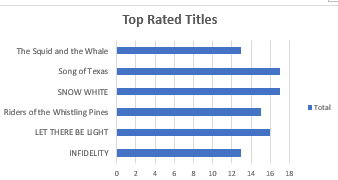 Top Rated Titles
The Squid and the Whale
Song of Texas
SNOW WHITE
Riders of the Whistling Pines
LET THERE BE LIGHT
INFIDELITY
Total
0 2 4 6 8 10 12 14 16 18